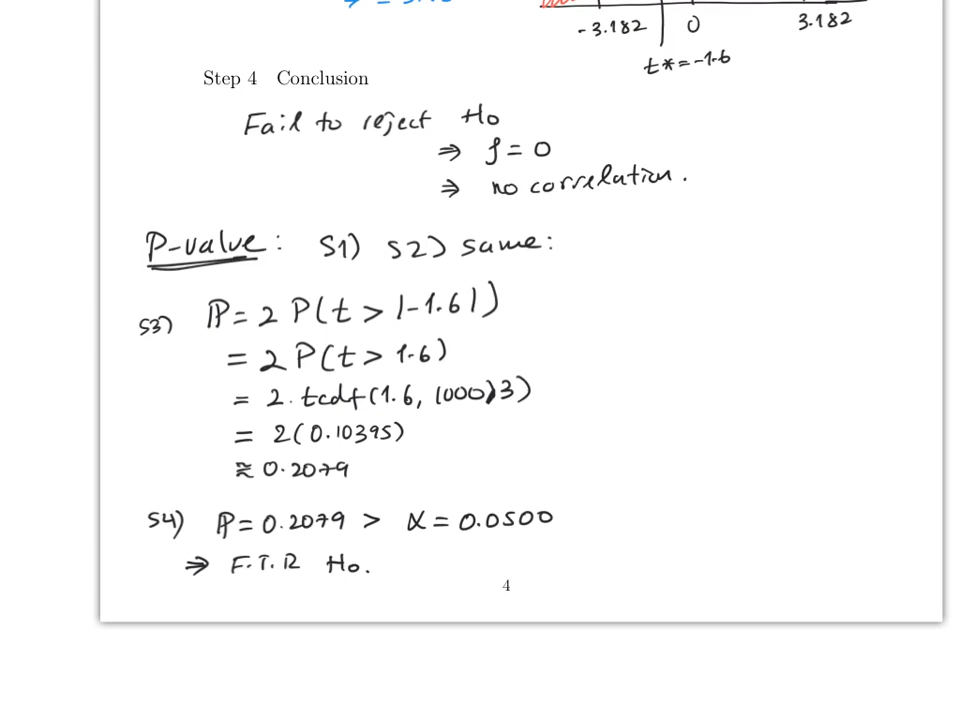 -3.182 0 3.182
t*=-1.6
Step 4 Conclusion
Fail to reject Ho
⇒ ρ = 0
⇒ no correlation.
P-value: S1) S2) same:
S3) P = 2 P(t > |-1.6|)
= 2 P(t > 1.6)
= 2. tcdf(1.6, 1000, 3)
= 2(0.10395)
≈ 0.2079
S4) P = 0.2079 > α = 0.0500
⇒ F.T.R Ho.
4